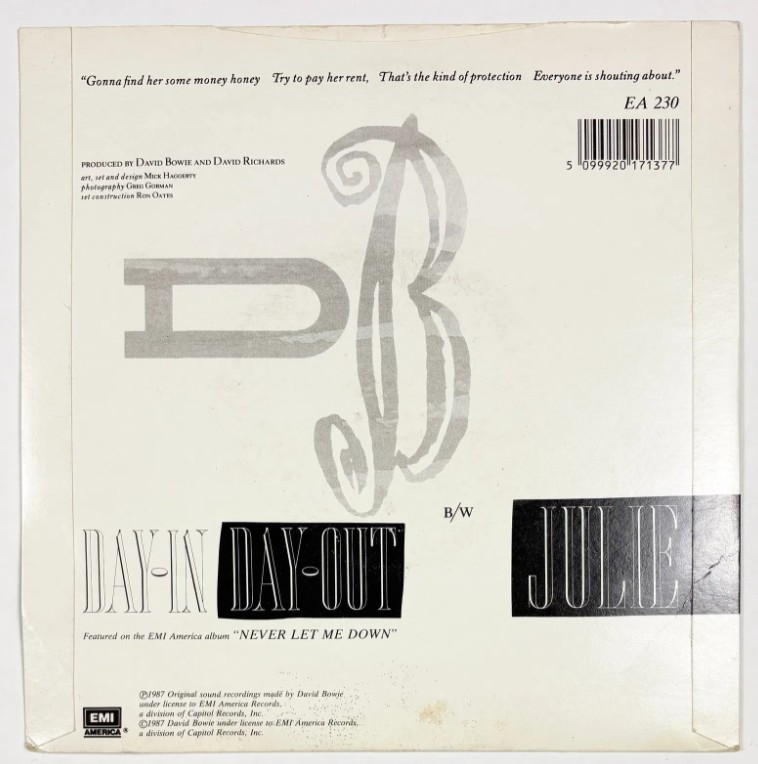 “Gonna find her some money honey Try to pay her rent, That's the kind of protection Everyone is shouting about.”
EA 230
5 099920 171377
PRODUCED BY DAVID BOWIE AND DAVID RICHARDS
art, set and design MICK HAGGERTY
photography GREG GORMAN
set construction RON OATES
DB
B/W
DAY-IN DAY-OUT
JULIE
Featured on the EMI America album “NEVER LET ME DOWN”
℗1987 Original sound recordings made by David Bowie
under license to EMI America Records,
a division of Capitol Records, Inc.
©1987 David Bowie under license to EMI America Records,
a division of Capitol Records, Inc.
EMI
AMERICA®